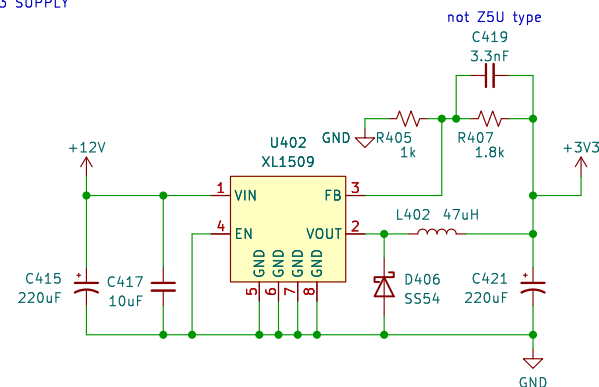 3 SUPPLY
not Z5U type
C419
3.3nF
GND
R405
1k
R407
1.8k
+12V
U402
XL1509
+3V3
1
VIN
FB
3
4
EN
VOUT
2
L402 47uH
GND
GND
GND
GND
5
6
7
8
C415
220uF
C417
10uF
D406
SS54
C421
220uF
GND